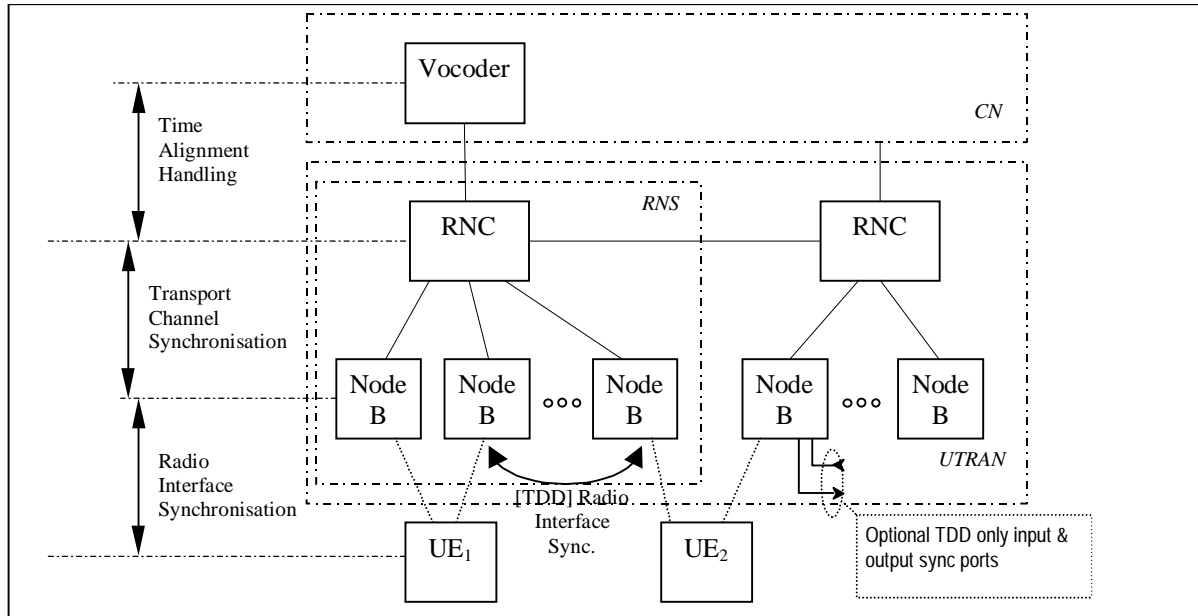 Vocoder
CN
Time
Alignment
Handling
RNS
RNC
RNC
Transport
Channel
Synchronisation
Node
B
Node
B
Node
B
Node
B
Node
B
UTRAN
Radio
Interface
Synchronisation
[TDD] Radio
Interface
Sync.
UE1
UE2
Optional TDD only input &
output sync ports